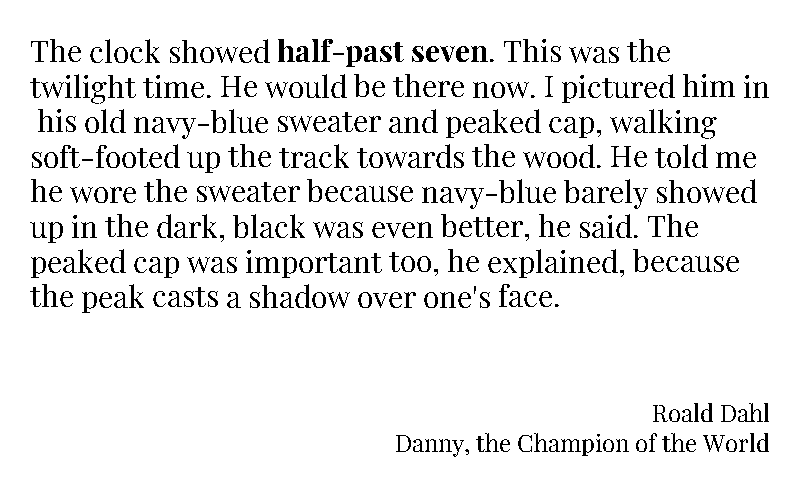 The clock showed half-past seven. This was the
twilight time. He would be there now. I pictured him in
his old navy-blue sweater and peaked cap, walking
soft-footed up the track towards the wood. He told me
he wore the sweater because navy-blue barely showed
up in the dark, black was even better, he said. The
peaked cap was important too, he explained, because
the peak casts a shadow over one's face.
Roald Dahl
Danny, the Champion of the World